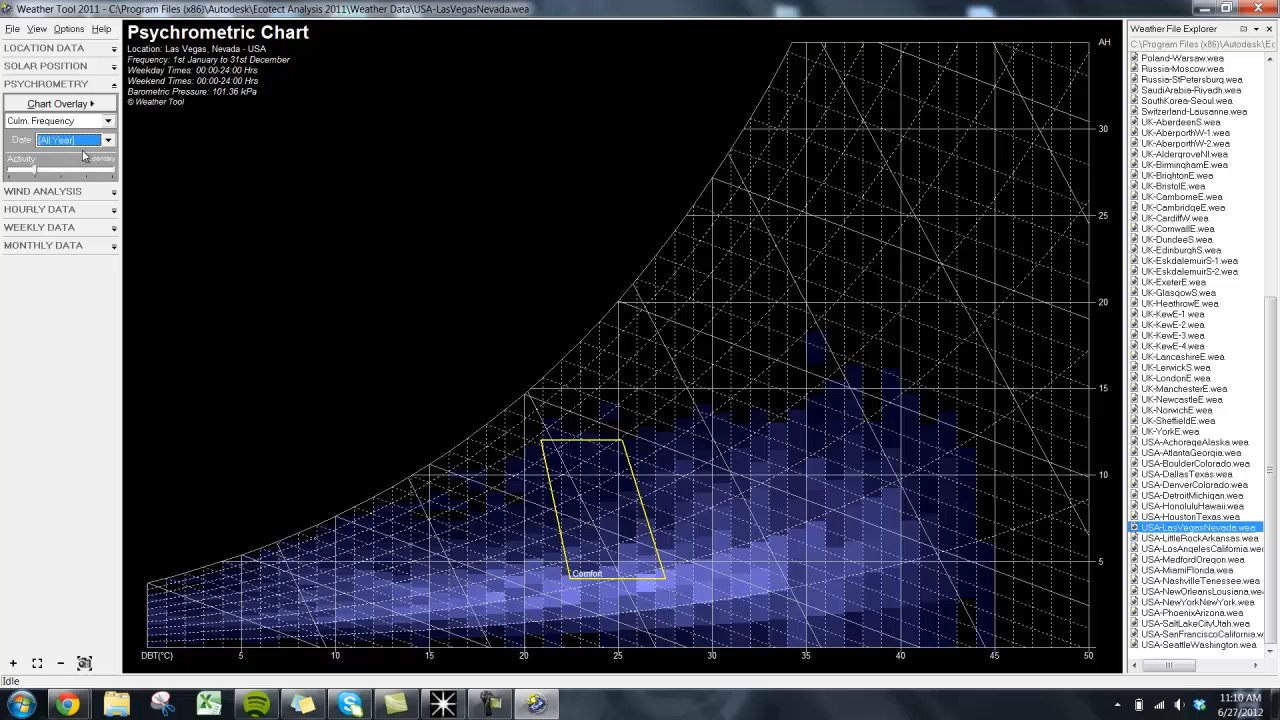 Weather Tool 2011 - C:\Program Files (x86)\Autodesk\Ecotect Analysis 2011\Weather Data\USA-LasVegasNevada.wea
File View Options Help
LOCATION DATA
SOLAR POSITION
PSYCHROMETRY
Chart Overlay
Culm. Frequency
Date: [All Year]
Activity
WIND ANALYSIS
HOURLY DATA
WEEKLY DATA
MONTHLY DATA
Psychrometric Chart
Location: Las Vegas, Nevada - USA
Frequency: 1st January to 31st December
Weekday Times: 00:00-24:00 Hrs
Weekend Times: 00:00-24:00 Hrs
Barometric Pressure: 101.36 kPa
© Weather Tool
AH
30
25
20
15
10
5
Comfort
DBT(°C) 5 10 15 20 25 30 35 40 45 50
Weather File Explorer
C:\Program Files (x86)\Autodesk\Ec
Poland-Warsaw.wea
Russia-Moscow.wea
Russia-StPetersburg.wea
SaudiArabia-Riyadh.wea
SouthKorea-Seoul.wea
Switzerland-Lausanne.wea
UK-AberdeenS.wea
UK-AberporthW-1.wea
UK-AberporthW-2.wea
UK-AldergroveNI.wea
UK-BirminghamE.wea
UK-BrightonE.wea
UK-BristolE.wea
UK-CamborneE.wea
UK-CambridgeE.wea
UK-CardiffW.wea
UK-CornwallE.wea
UK-DundeeS.wea
UK-EdinburghS.wea
UK-EskdalemuirS-1.wea
UK-EskdalemuirS-2.wea
UK-ExeterE.wea
UK-GlasgowS.wea
UK-HeathrowE.wea
UK-KewE-1.wea
UK-KewE-2.wea
UK-KewE-3.wea
UK-KewE-4.wea
UK-LancashireE.wea
UK-LerwickS.wea
UK-LondonE.wea
UK-ManchesterE.wea
UK-NewcastleE.wea
UK-NorwichE.wea
UK-SheffieldE.wea
UK-YorkE.wea
USA-AchorageAlaska.wea
USA-AtlantaGeorgia.wea
USA-BoulderColorado.wea
USA-DallasTexas.wea
USA-DenverColorado.wea
USA-DetroitMichigan.wea
USA-HonoluluHawaii.wea
USA-HoustonTexas.wea
USA-LasVegasNevada.wea
USA-LittleRockArkansas.wea
USA-LosAngelesCalifornia.we
USA-MedfordOregon.wea
USA-MiamiFlorida.wea
USA-NashvilleTenessee.wea
USA-NewOrleansLousiana.we
USA-NewYorkNewYork.wea
USA-PhoenixArizona.wea
USA-SaltLakeCityUtah.wea
USA-SanFranciscoCalifornia.w
USA-SeattleWashington.wea
Idle
11:10 AM
6/27/2012